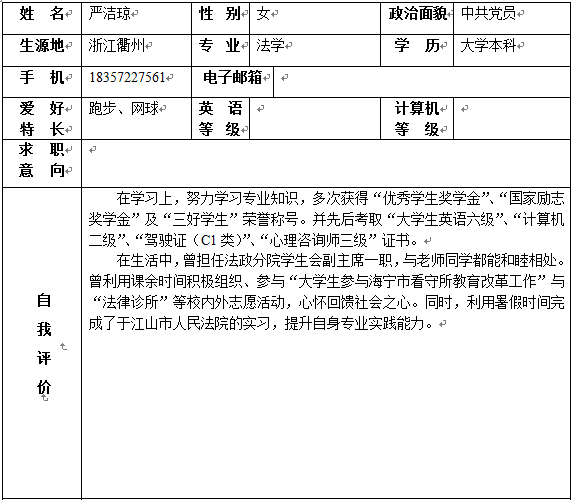 姓 名 严洁琼 性 别 女 政治面貌 中共党员
生源地 浙江衢州 专 业 法学 学 历 大学本科
手 机 18357227561 电子邮箱
爱 好 跑步、网球 英 语 计算机
特 长 等 级 等 级
求 职
意 向
在学习上，努力学习专业知识，多次获得“优秀学生奖学金”、“国家励志
奖学金”及“三好学生”荣誉称号。并先后考取“大学生英语六级”、“计算机
二级”、“驾驶证（C1 类）”、“心理咨询师三级”证书。
在生活中，曾担任法政分院学生会副主席一职，与老师同学都能和睦相处。
曾利用课余时间积极组织、参与“大学生参与海宁市看守所教育改革工作”与
“法律诊所”等校内外志愿活动，心怀回馈社会之心。同时，利用暑假时间完
成了于江山市人民法院的实习，提升自身专业实践能力。
自
我
评
价